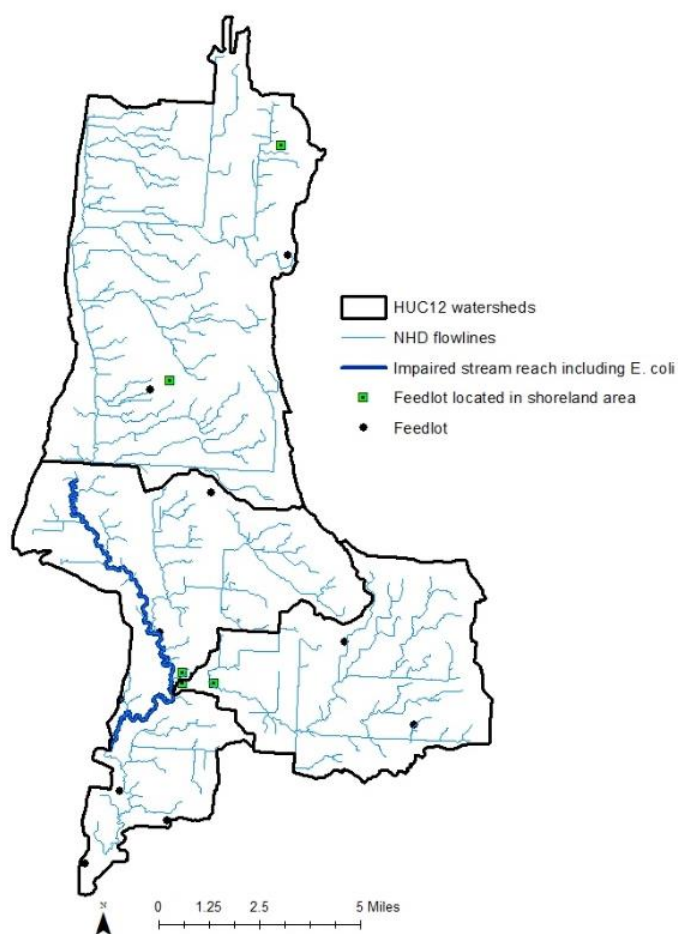 HUC12 watersheds
NHD flowlines
Impaired stream reach including E. coli
Feedlot located in shoreland area
Feedlot
N
0 1.25 2.5 5 Miles